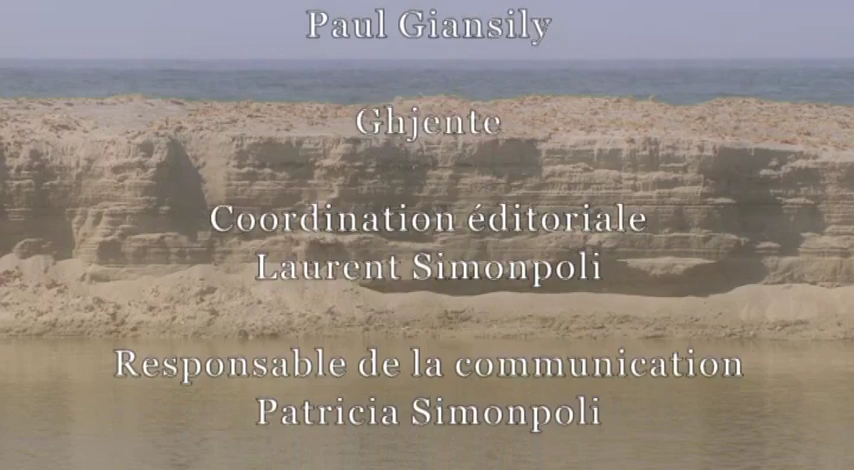 Paul Giansily
Ghjente
Coordination éditoriale
Laurent Simonpoli
Responsable de la communication
Patricia Simonpoli